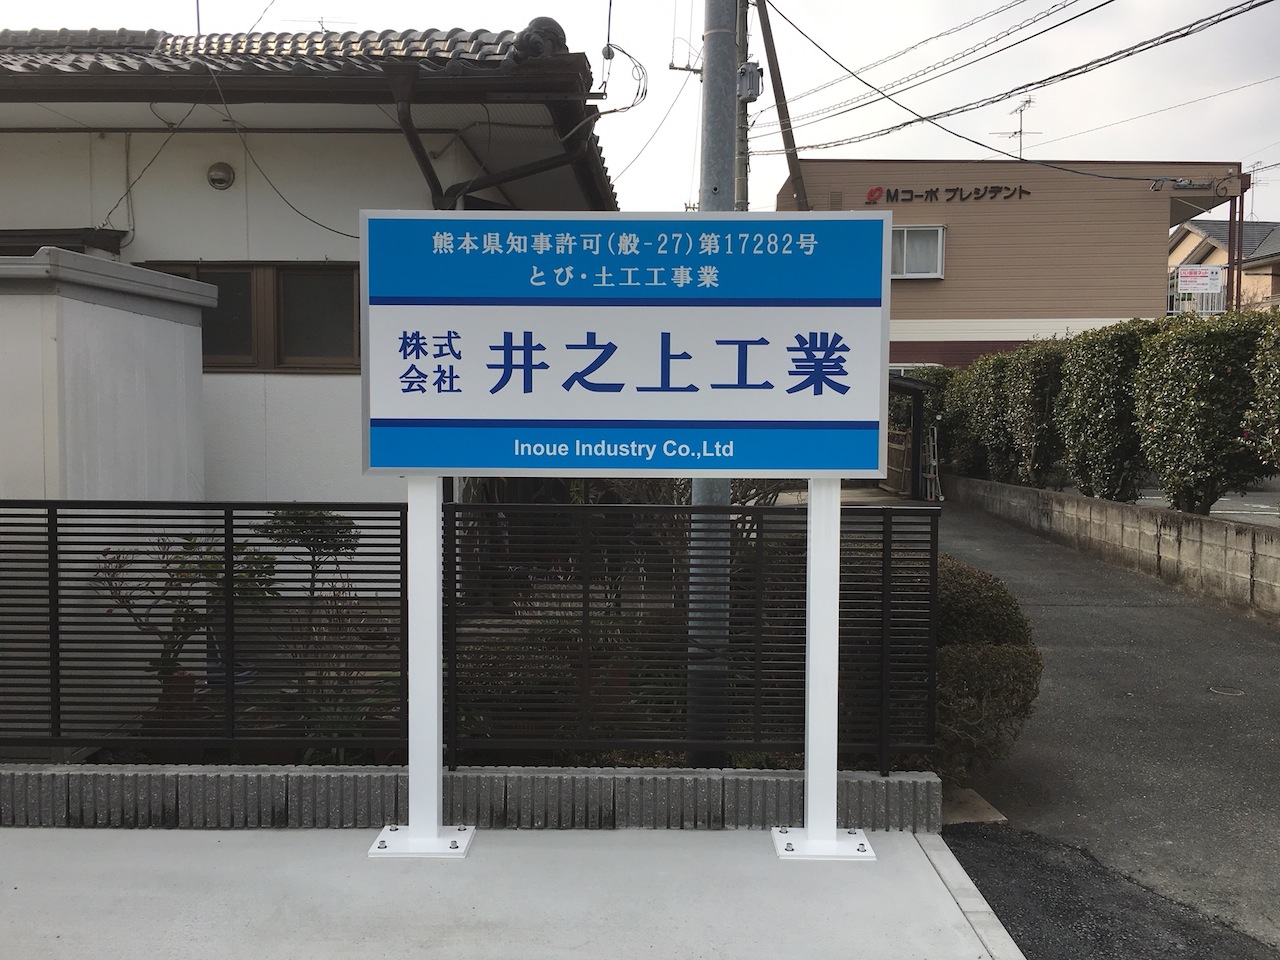 熊本県知事許可(般-27)第17282号
とび・土工工事業
株式会社 井之上工業
Inoue Industry Co.,Ltd
Mコーポ プレジデント